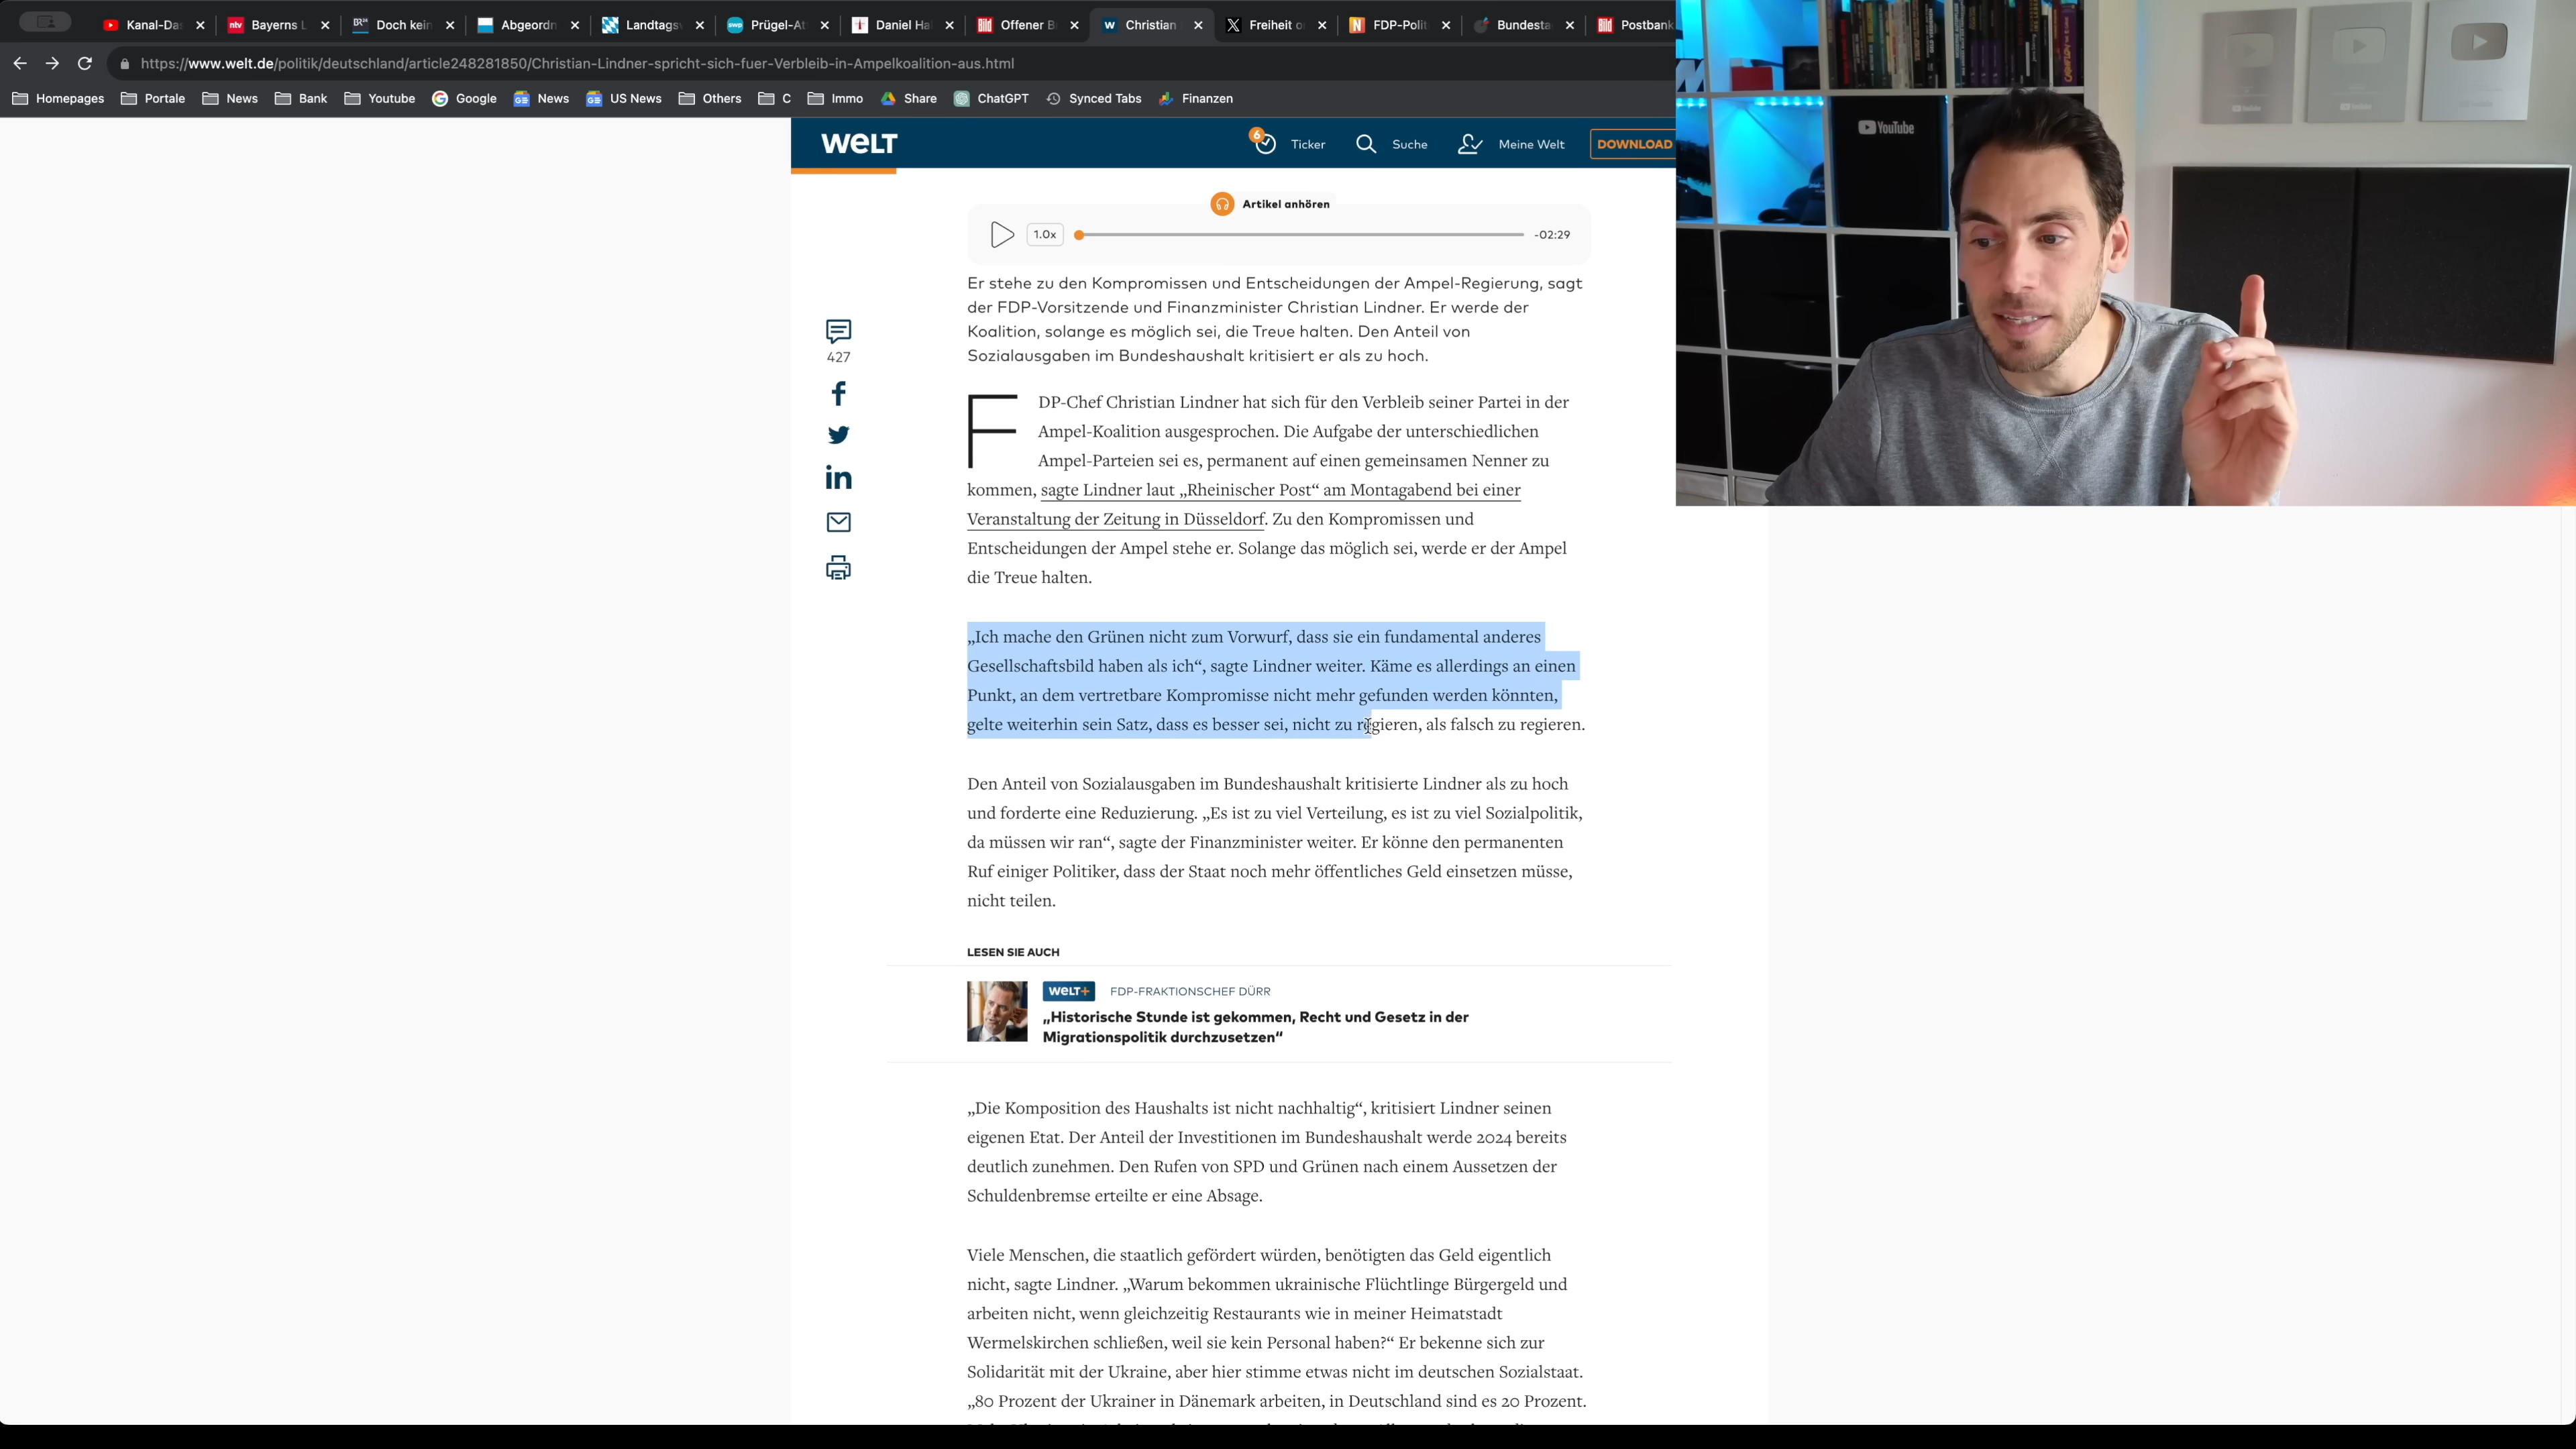 Kanal-Da
Bayerns L
Doch kein
Abgeordn
Landtagsv
Prügel-At
Daniel Ha
Offener B
Christian
Freiheit o
FDP-Polit
Bundesta
Postbank
https://www.welt.de/politik/deutschland/article248281850/Christian-Lindner-spricht-sich-fuer-Verbleib-in-Ampelkoalition-aus.html
Homepages
Portale
News
Bank
Youtube
Google
News
US News
Others
C
Immo
Share
ChatGPT
Synced Tabs
Finanzen
WELT
6
Ticker
Suche
Meine Welt
DOWNLOAD
YouTube
Artikel anhören
1.0x
-02:29
Er stehe zu den Kompromissen und Entscheidungen der Ampel-Regierung, sagt
der FDP-Vorsitzende und Finanzminister Christian Lindner. Er werde der
Koalition, solange es möglich sei, die Treue halten. Den Anteil von
Sozialausgaben im Bundeshaushalt kritisiert er als zu hoch.
427
FDP-Chef Christian Lindner hat sich für den Verbleib seiner Partei in der
Ampel-Koalition ausgesprochen. Die Aufgabe der unterschiedlichen
Ampel-Parteien sei es, permanent auf einen gemeinsamen Nenner zu
kommen, sagte Lindner laut „Rheinischer Post“ am Montagabend bei einer
Veranstaltung der Zeitung in Düsseldorf. Zu den Kompromissen und
Entscheidungen der Ampel stehe er. Solange das möglich sei, werde er der Ampel
die Treue halten.
„Ich mache den Grünen nicht zum Vorwurf, dass sie ein fundamental anderes
Gesellschaftsbild haben als ich“, sagte Lindner weiter. Käme es allerdings an einen
Punkt, an dem vertretbare Kompromisse nicht mehr gefunden werden könnten,
gelte weiterhin sein Satz, dass es besser sei, nicht zu regieren, als falsch zu regieren.
Den Anteil von Sozialausgaben im Bundeshaushalt kritisierte Lindner als zu hoch
und forderte eine Reduzierung. „Es ist zu viel Verteilung, es ist zu viel Sozialpolitik,
da müssen wir ran“, sagte der Finanzminister weiter. Er könne den permanenten
Ruf einiger Politiker, dass der Staat noch mehr öffentliches Geld einsetzen müsse,
nicht teilen.
LESEN SIE AUCH
WELT+ FDP-FRAKTIONSCHEF DÜRR
„Historische Stunde ist gekommen, Recht und Gesetz in der
Migrationspolitik durchzusetzen“
„Die Komposition des Haushalts ist nicht nachhaltig“, kritisiert Lindner seinen
eigenen Etat. Der Anteil der Investitionen im Bundeshaushalt werde 2024 bereits
deutlich zunehmen. Den Rufen von SPD und Grünen nach einem Aussetzen der
Schuldenbremse erteilte er eine Absage.
Viele Menschen, die staatlich gefördert würden, benötigten das Geld eigentlich
nicht, sagte Lindner. „Warum bekommen ukrainische Flüchtlinge Bürgergeld und
arbeiten nicht, wenn gleichzeitig Restaurants wie in meiner Heimatstadt
Wermelskirchen schließen, weil sie kein Personal haben?“ Er bekenne sich zur
Solidarität mit der Ukraine, aber hier stimme etwas nicht im deutschen Sozialstaat.
„80 Prozent der Ukrainer in Dänemark arbeiten, in Deutschland sind es 20 Prozent.